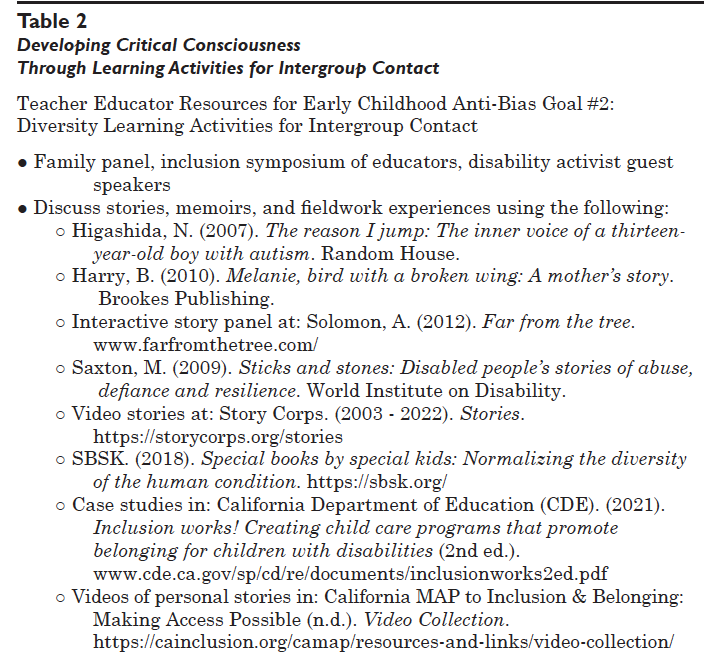 Table 2
Developing Critical Consciousness
Through Learning Activities for Intergroup Contact
Teacher Educator Resources for Early Childhood Anti-Bias Goal #2:
Diversity Learning Activities for Intergroup Contact
● Family panel, inclusion symposium of educators, disability activist guest
speakers
● Discuss stories, memoirs, and fieldwork experiences using the following:
○ Higashida, N. (2007). The reason I jump: The inner voice of a thirteen-
year-old boy with autism. Random House.
○ Harry, B. (2010). Melanie, bird with a broken wing: A mother's story.
Brookes Publishing.
○ Interactive story panel at: Solomon, A. (2012). Far from the tree.
www.farfromthetree.com/
○ Saxton, M. (2009). Sticks and stones: Disabled people's stories of abuse,
defiance and resilience. World Institute on Disability.
○ Video stories at: Story Corps. (2003 - 2022). Stories.
https://storycorps.org/stories
○ SBSK. (2018). Special books by special kids: Normalizing the diversity
of the human condition. https://sbsk.org/
○ Case studies in: California Department of Education (CDE). (2021).
Inclusion works! Creating child care programs that promote
belonging for children with disabilities (2nd ed.).
www.cde.ca.gov/sp/cd/re/documents/inclusionworks2ed.pdf
○ Videos of personal stories in: California MAP to Inclusion & Belonging:
Making Access Possible (n.d.). Video Collection.
https://cainclusion.org/camap/resources-and-links/video-collection/